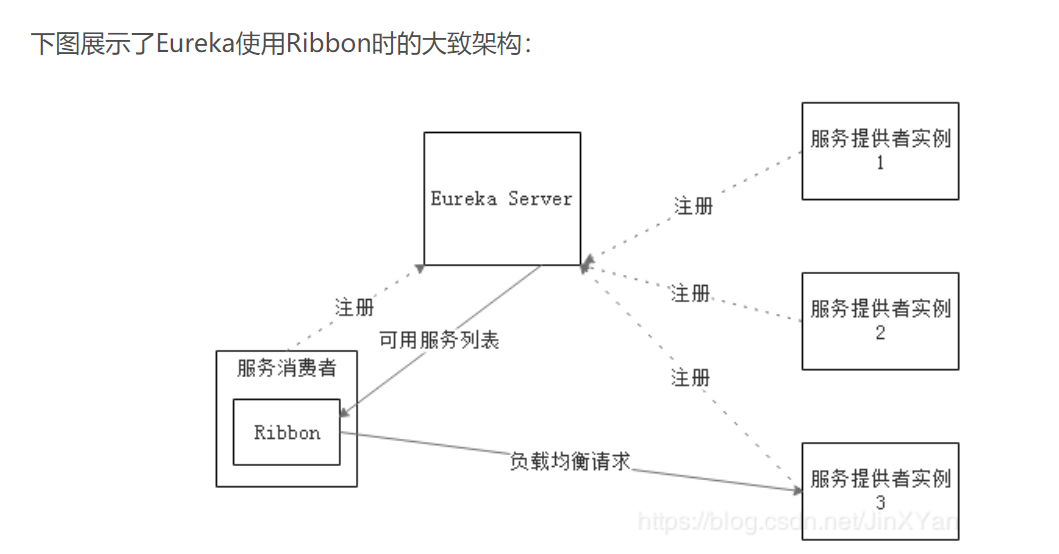 下图展示了Eureka使用Ribbon时的大致架构：
服务提供者实例
1
Eureka Server
注册
服务提供者实例
2
注册
注册
可用服务列表
服务消费者
注册
Ribbon
负载均衡请求
服务提供者实例
3
https://blog.csdn.net/JinXYan